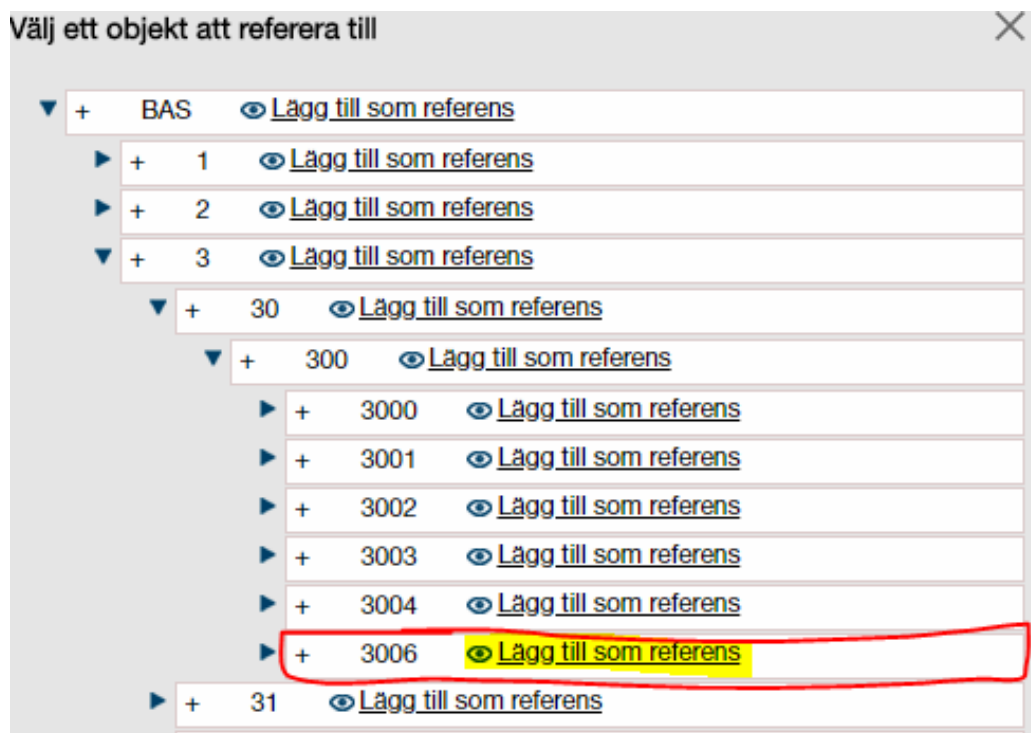 Välj ett objekt att referera till
+ BAS Lägg till som referens
+ 1 Lägg till som referens
+ 2 Lägg till som referens
+ 3 Lägg till som referens
+ 30 Lägg till som referens
+ 300 Lägg till som referens
+ 3000 Lägg till som referens
+ 3001 Lägg till som referens
+ 3002 Lägg till som referens
+ 3003 Lägg till som referens
+ 3004 Lägg till som referens
+ 3006 Lägg till som referens
+ 31 Lägg till som referens